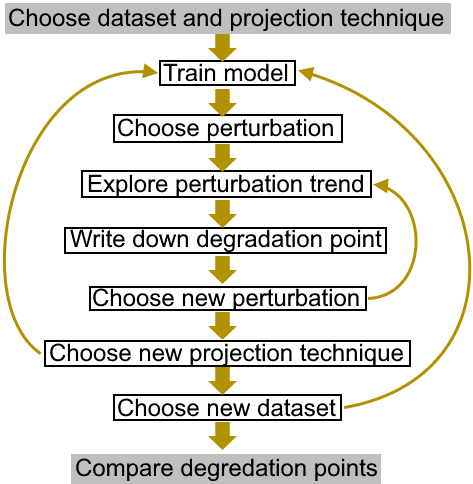 Choose dataset and projection technique
Train model
Choose perturbation
Explore perturbation trend
Write down degradation point
Choose new perturbation
Choose new projection technique
Choose new dataset
Compare degredation points